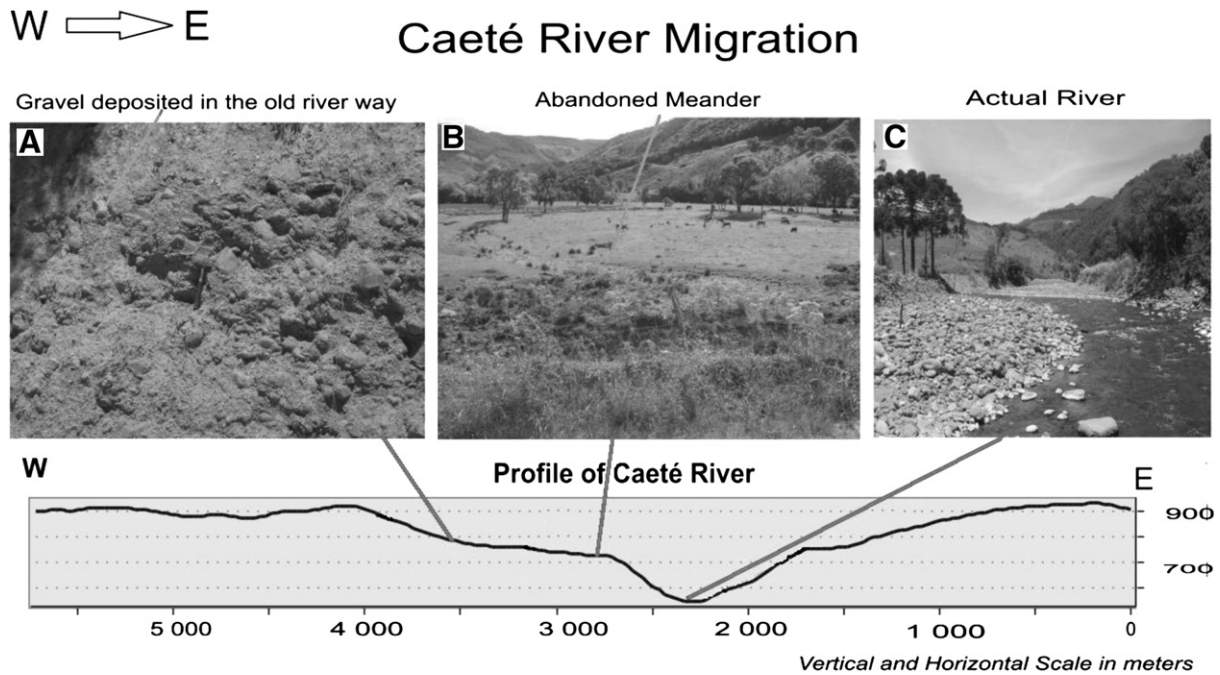 W E
Caeté River Migration
Gravel deposited in the old river way
Abandoned Meander
Actual River
A
B
C
W
Profile of Caeté River
E
900
700
5 000
4 000
3 000
2 000
1 000
0
Vertical and Horizontal Scale in meters